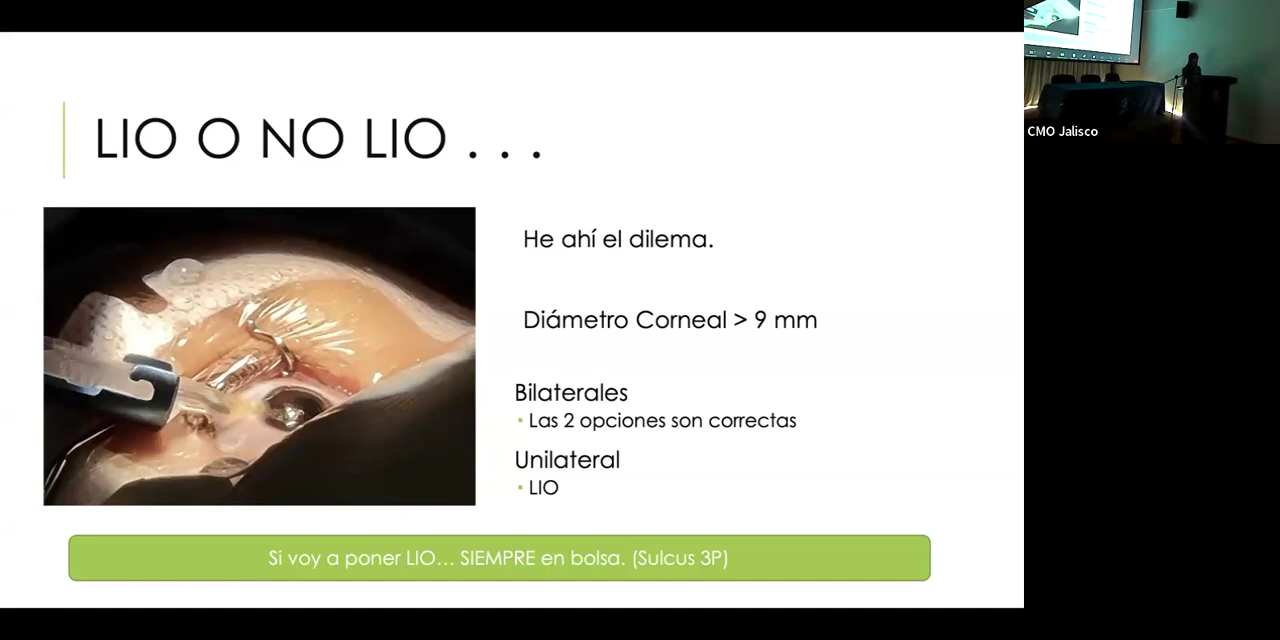 LIO O NO LIO . . .
He ahí el dilema.
Diámetro Corneal > 9 mm
Bilaterales
▪ Las 2 opciones son correctas
Unilateral
▪ LIO
Si voy a poner LIO... SIEMPRE en bolsa. (Sulcus 3P)
CMO Jalisco